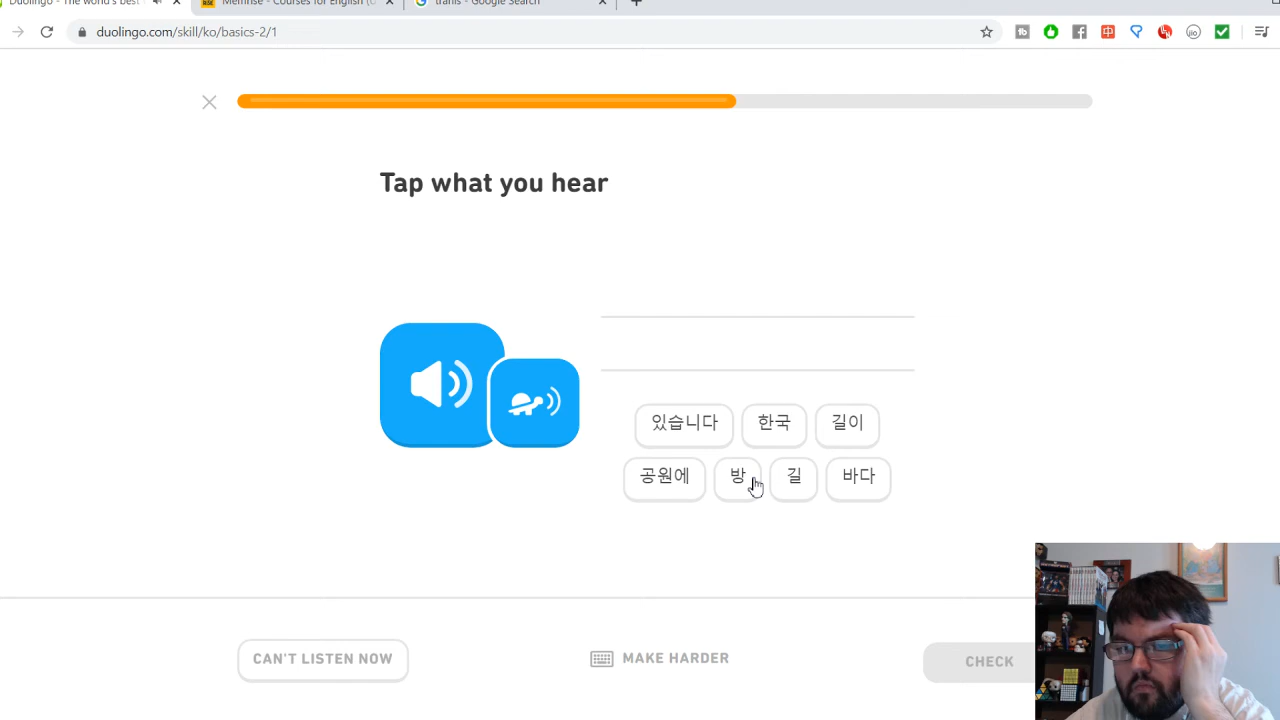 Duolingo - The world's best
Memrise - Courses for English (
tranls - Google Search
duolingo.com/skill/ko/basics-2/1
Tap what you hear
있습니다 한국 길이
공원에 방 길 바다
CAN'T LISTEN NOW
MAKE HARDER
CHECK